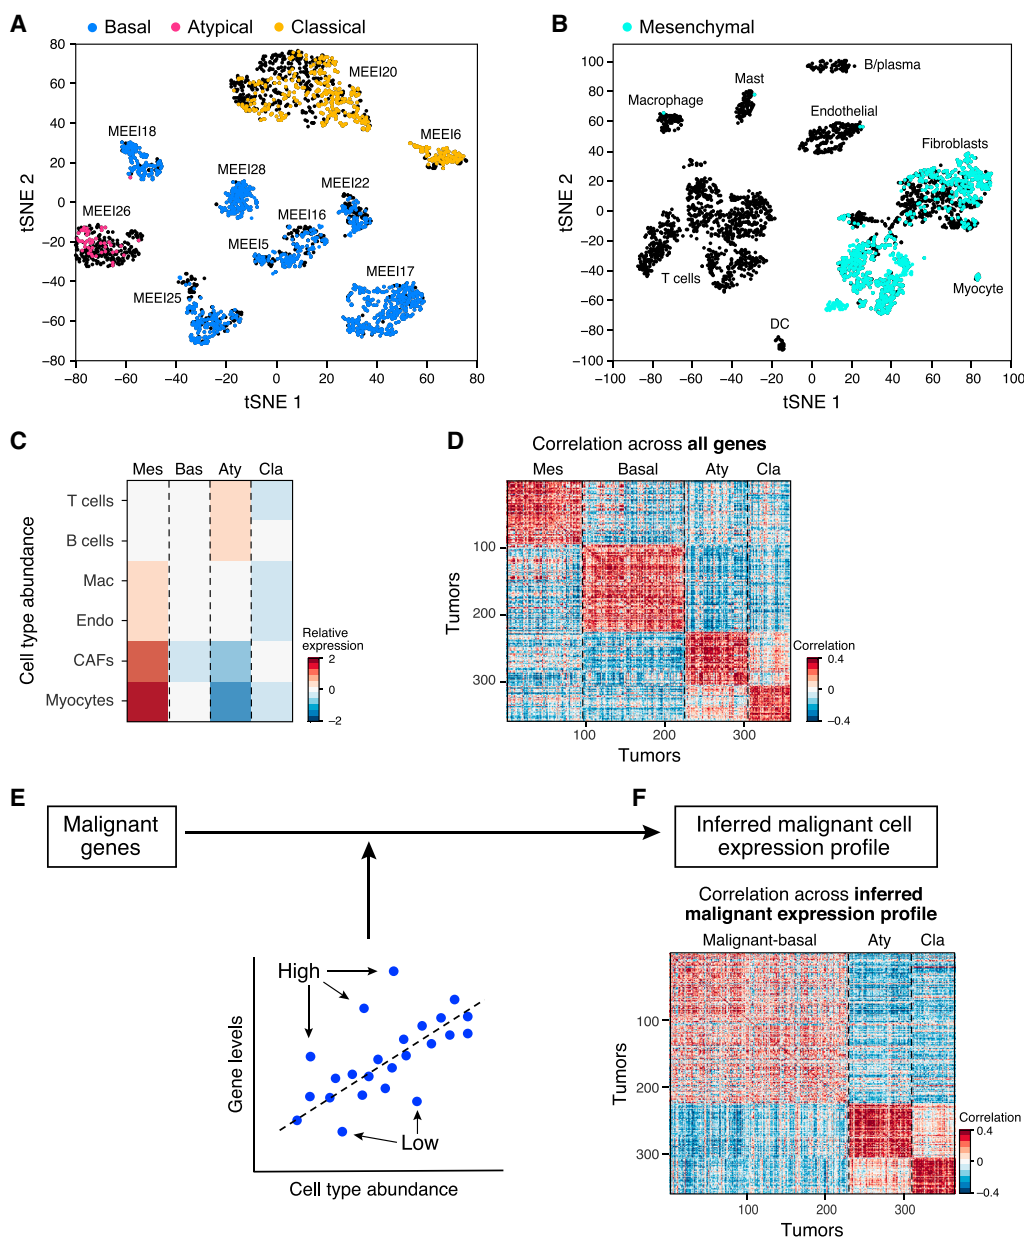 A
Basal Atypical Classical
80
60
40
20
0
−20
−40
−60
−80
−80 −60 −40 −20 0 20 40 60 80
tSNE 2
tSNE 1
MEEI20
MEEI18
MEEI6
MEEI28
MEEI22
MEEI26
MEEI16
MEEI5
MEEI17
MEEI25
B
Mesenchymal
100
80
60
40
20
0
−20
−40
−60
−80
−100
−100 −80 −60 −40 −20 0 20 40 60 80 100
tSNE 2
tSNE 1
B/plasma
Mast
Macrophage
Endothelial
Fibroblasts
T cells
Myocyte
DC
C
Mes Bas Aty Cla
Cell type abundance
T cells
B cells
Mac
Endo
CAFs
Myocytes
Relative
expression
2
0
−2
D
Correlation across all genes
Mes Basal Aty Cla
Tumors
100
200
300
100 200 300
Tumors
Correlation
0.4
0
−0.4
E
Malignant
genes
High
Low
Gene levels
Cell type abundance
F
Inferred malignant cell
expression profile
Correlation across inferred
malignant expression profile
Malignant-basal Aty Cla
Tumors
100
200
300
100 200 300
Tumors
Correlation
0.4
0
−0.4